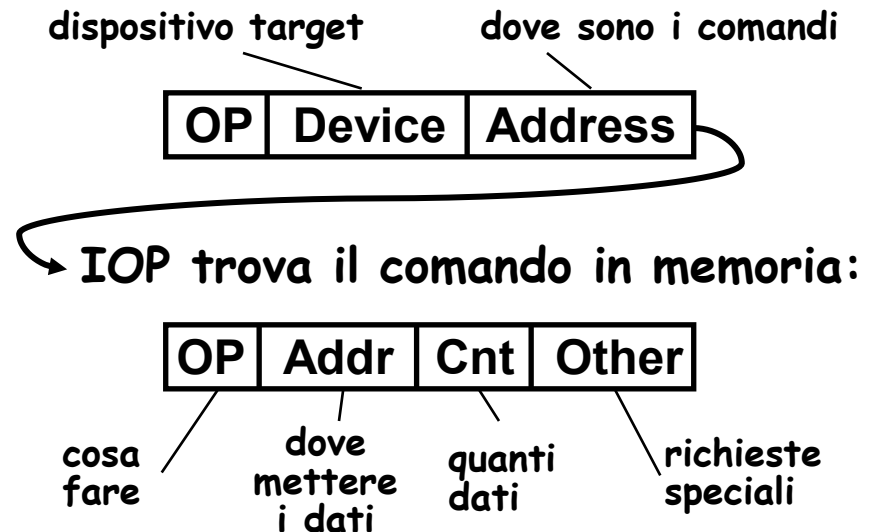 dispositivo target dove sono i comandi
OP Device Address
IOP trova il comando in memoria:
OP Addr Cnt Other
cosa
fare
dove
mettere
i dati
quanti
dati
richieste
speciali